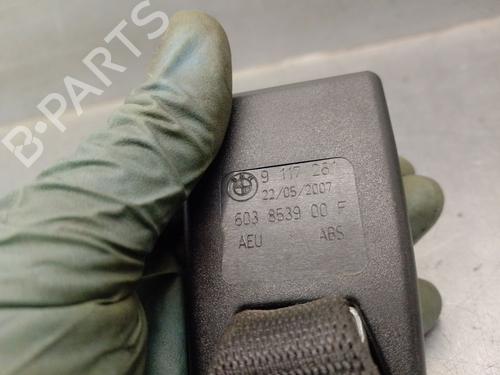 B-PARTS
9 117 261
22/05/2007
603 8539 00 F
AEU ABS